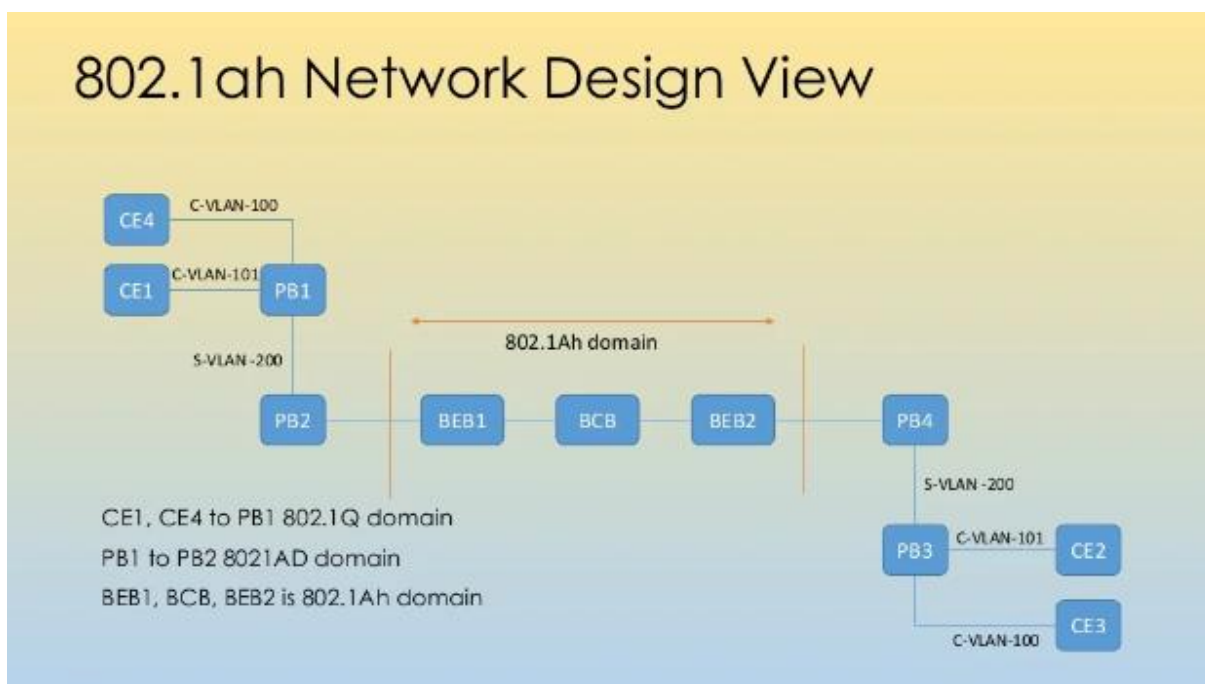 802.1ah Network Design View
CE4
C-VLAN-100
CE1
C-VLAN-101
PB1
S-VLAN -200
802.1Ah domain
PB2
BEB1
BCB
BEB2
PB4
S-VLAN -200
PB3
C-VLAN-101
CE2
C-VLAN-100
CE3
CE1, CE4 to PB1 802.1Q domain
PB1 to PB2 8021AD domain
BEB1, BCB, BEB2 is 802.1Ah domain